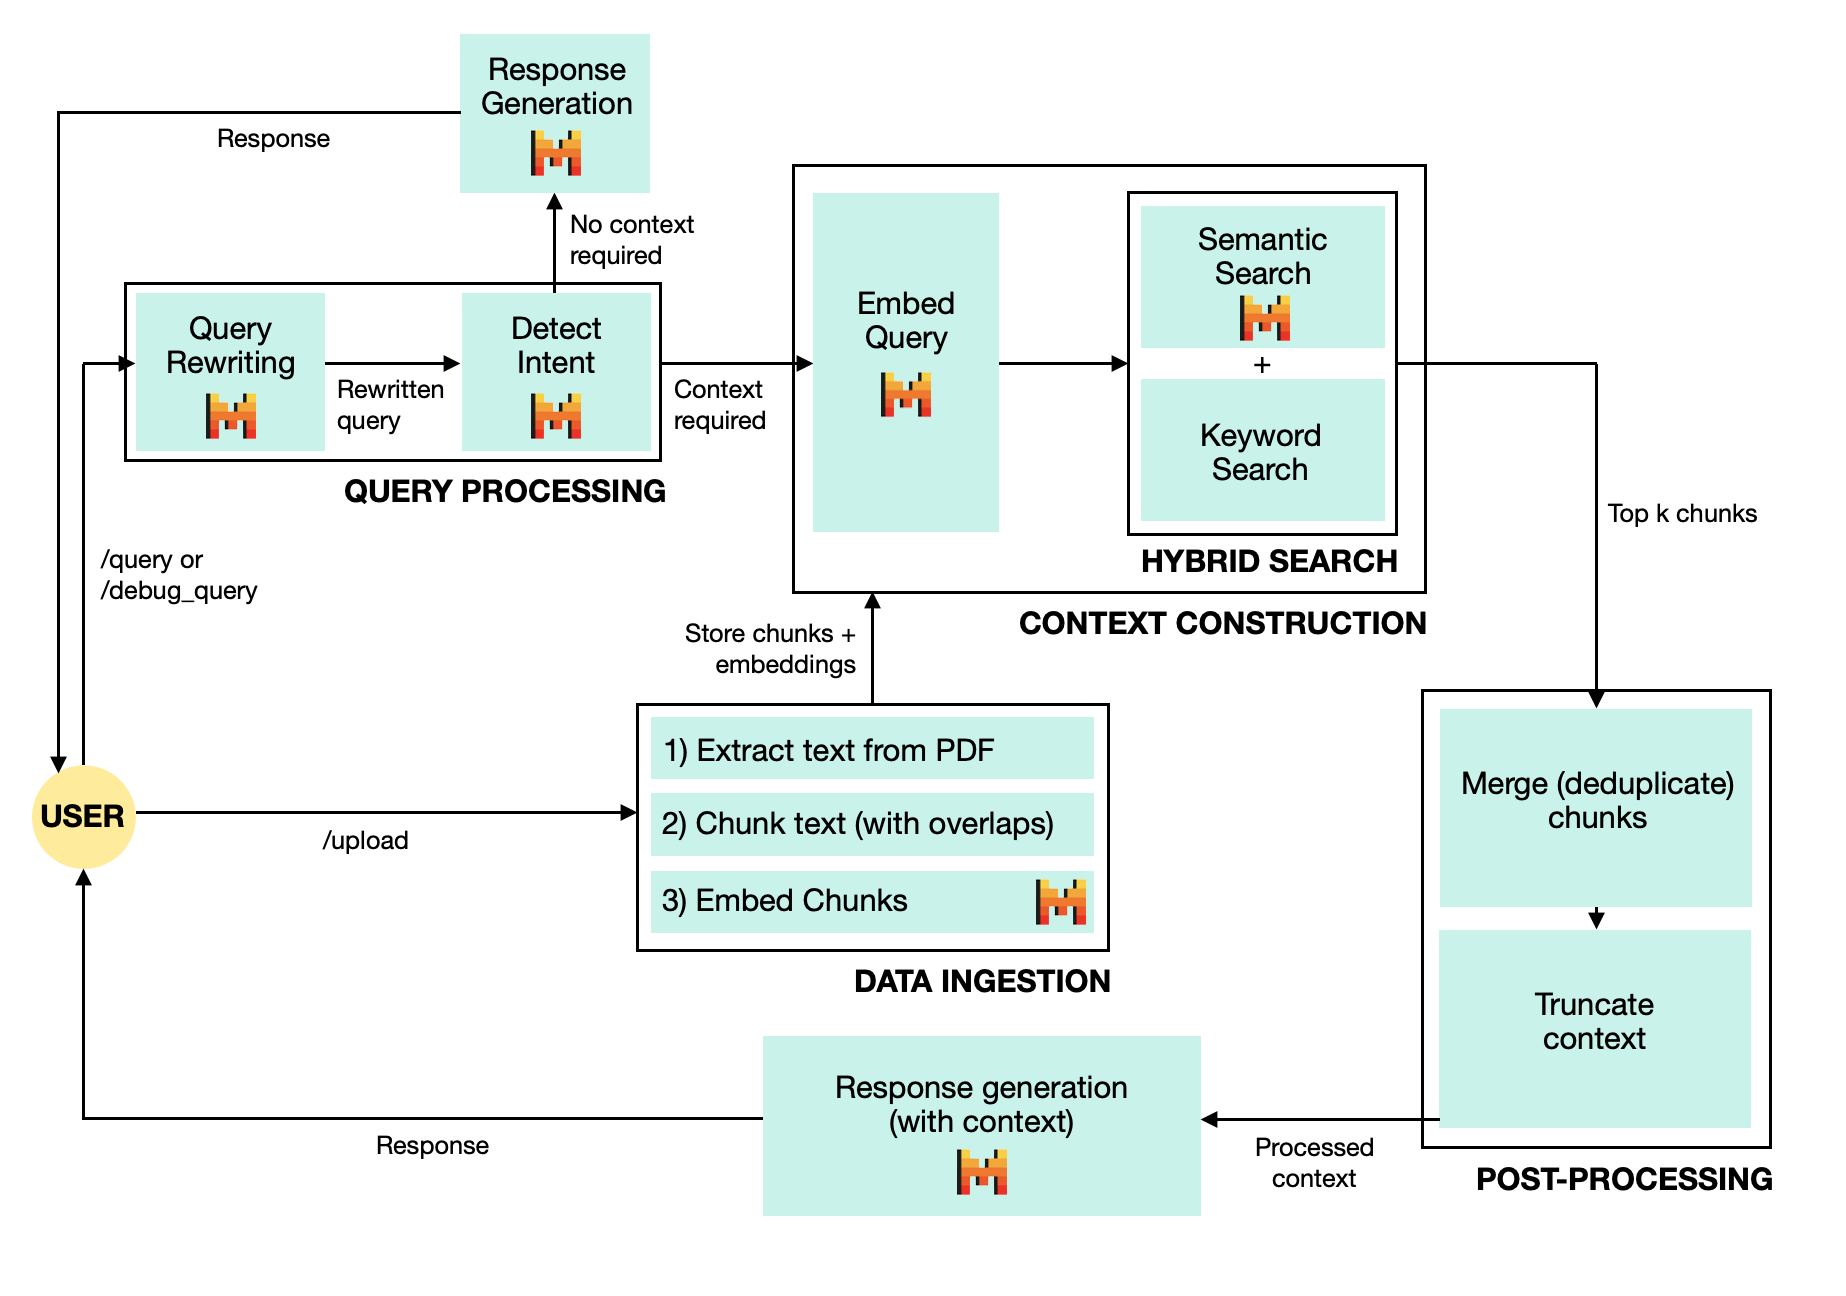 Response
Generation
Response
No context
required
Query
Rewriting
Rewritten
query
Detect
Intent
QUERY PROCESSING
Context
required
Embed
Query
Semantic
Search
+
Keyword
Search
HYBRID SEARCH
CONTEXT CONSTRUCTION
Top k chunks
/query or
/debug_query
Store chunks +
embeddings
USER
/upload
1) Extract text from PDF
2) Chunk text (with overlaps)
3) Embed Chunks
DATA INGESTION
Merge (deduplicate)
chunks
Truncate
context
POST-PROCESSING
Processed
context
Response generation
(with context)
Response